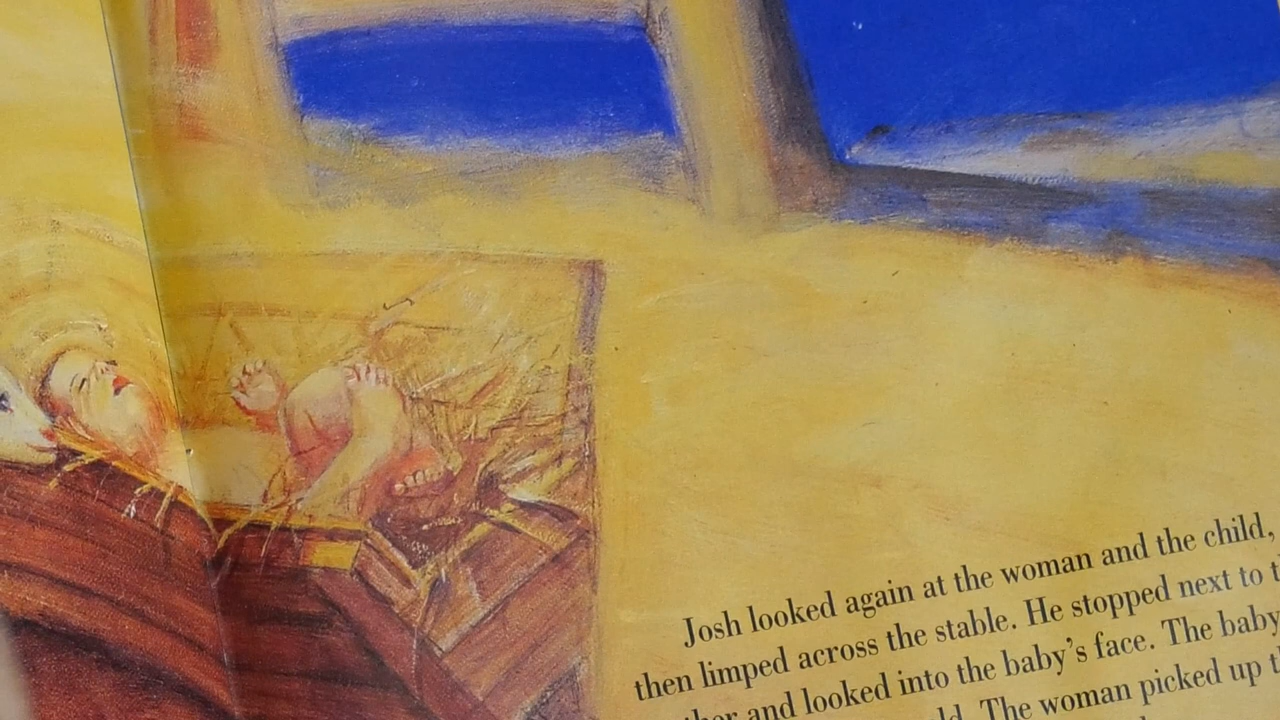 Josh looked again at the woman and the child,
then limped across the stable. He stopped next to
and looked into the baby's face. The baby
The woman picked up